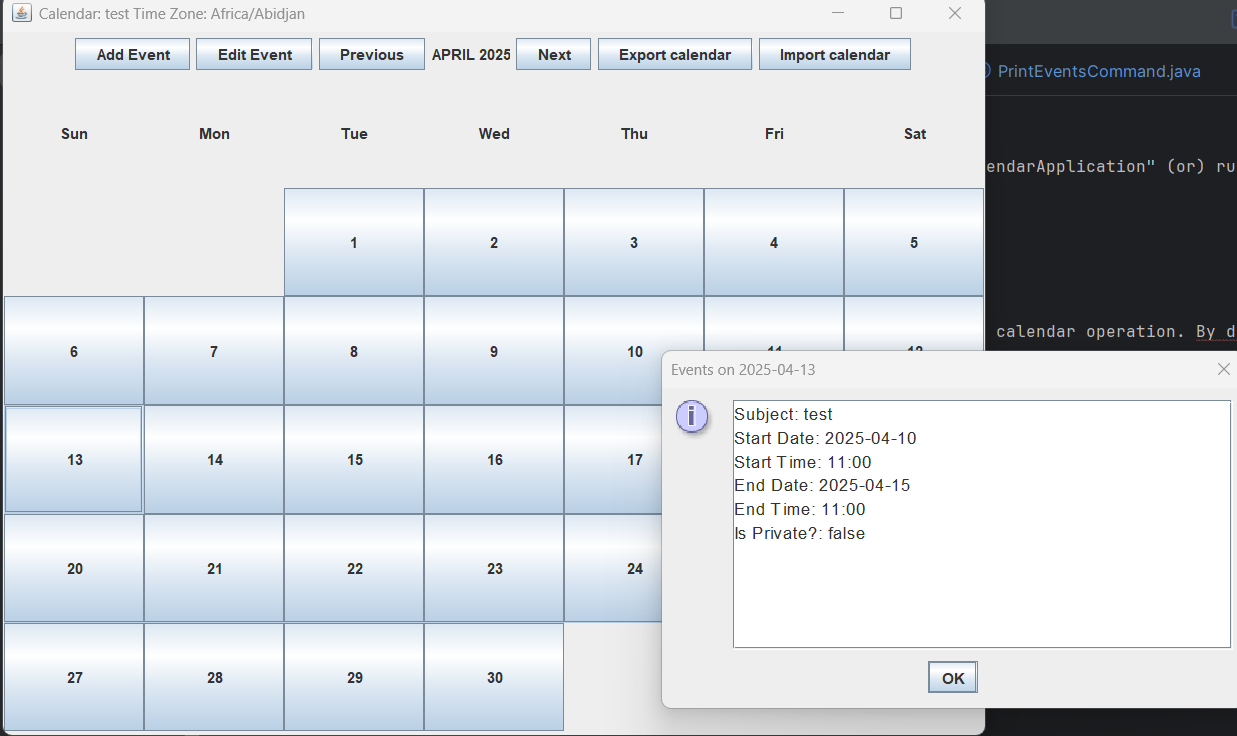 Calendar: test Time Zone: Africa/Abidjan
Add Event Edit Event Previous APRIL 2025 Next Export calendar Import calendar
PrintEventsCommand.java
Sun Mon Tue Wed Thu Fri Sat
endarApplication" (or) ru
1 2 3 4 5
calendar operation. By d
6 7 8 9 10 11 12
Events on 2025-04-13
i
Subject: test
Start Date: 2025-04-10
Start Time: 11:00
End Date: 2025-04-15
End Time: 11:00
Is Private?: false
OK
13 14 15 16 17
20 21 22 23 24
27 28 29 30